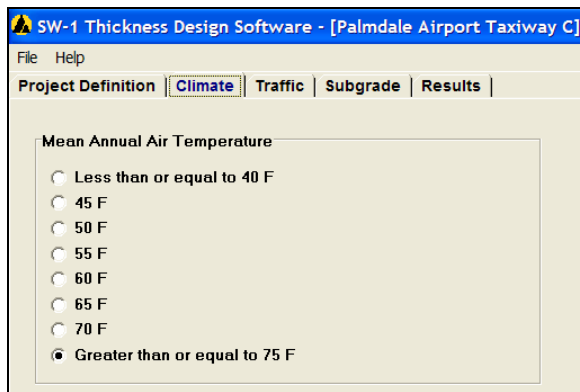 SW-1 Thickness Design Software - [Palmdale Airport Taxiway C]
File Help
Project Definition Climate Traffic Subgrade Results
Mean Annual Air Temperature
Less than or equal to 40 F
45 F
50 F
55 F
60 F
65 F
70 F
Greater than or equal to 75 F